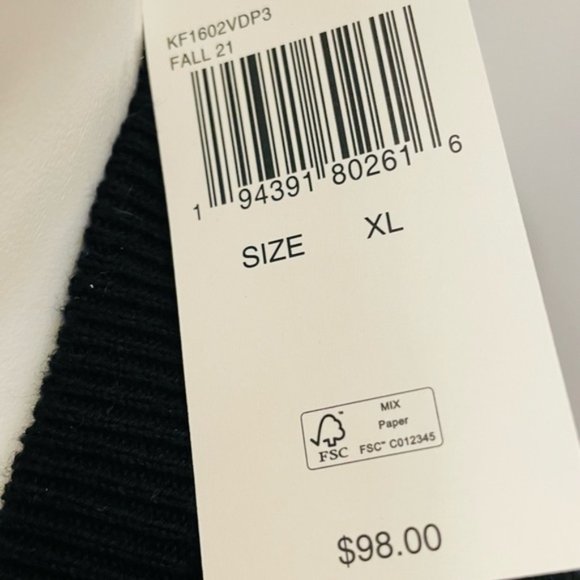 KF1602VDP3
FALL 21
1 94391 80261 6
SIZE XL
MIX
Paper
FSC™ C012345
FSC
$98.00